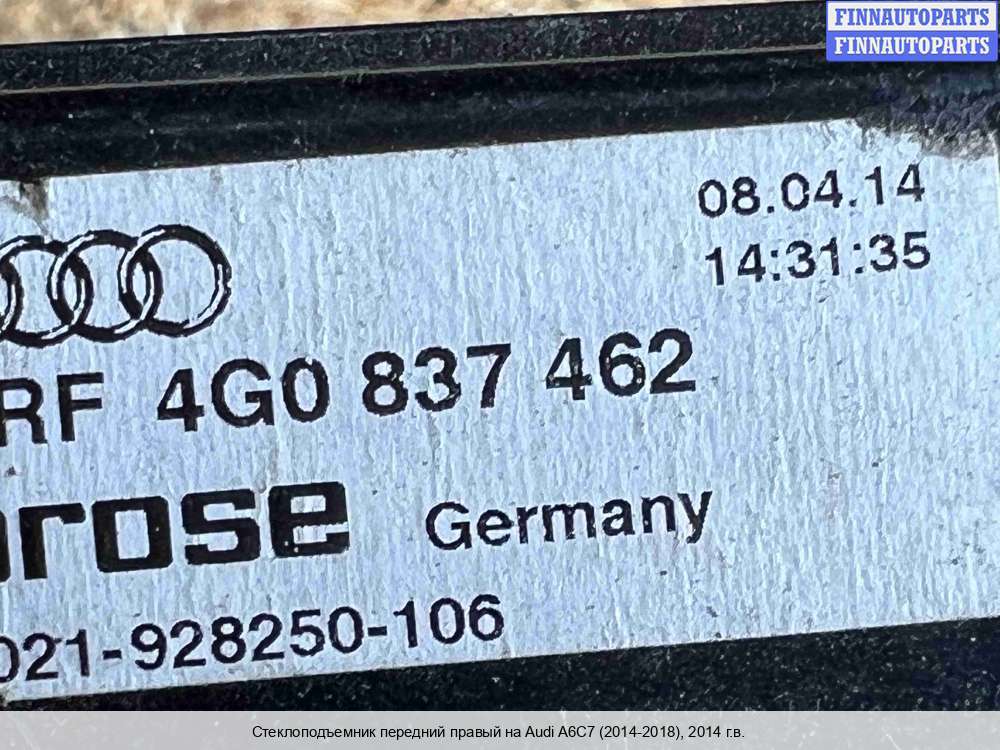 FINNAUTOPARTS
FINNAUTOPARTS
08.04.14
14:31:35
RF 4G0 837 462
rose Germany
021-928250-106
Стеклоподъемник передний правый на Audi A6C7 (2014-2018), 2014 г.в.